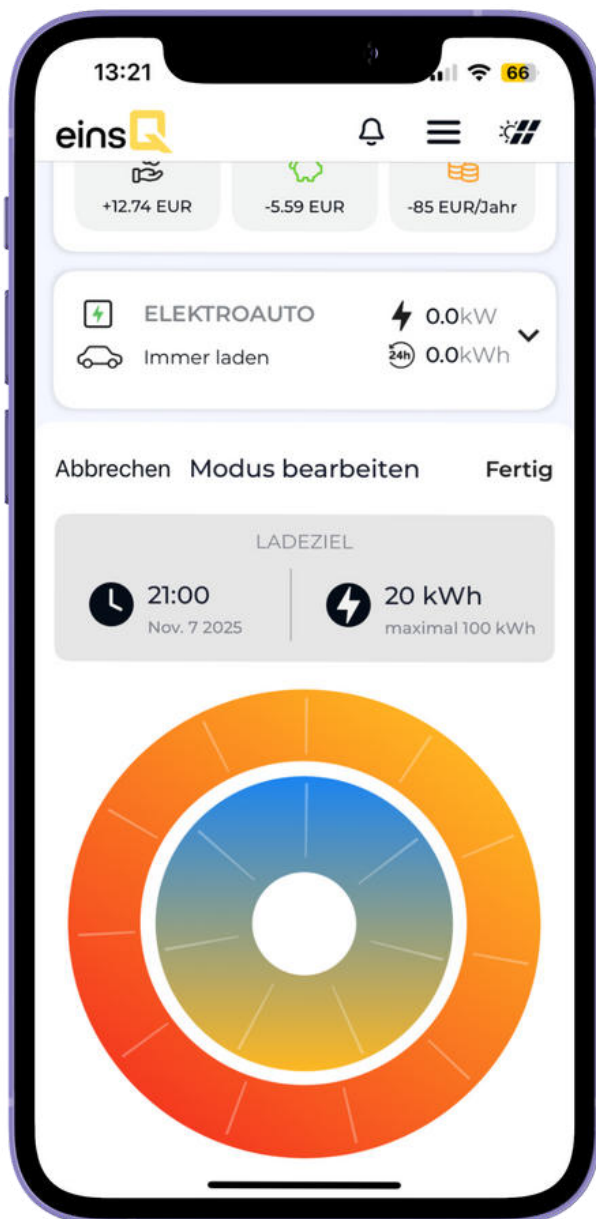 13:21
66
einsQ
+12.74 EUR
-5.59 EUR
-85 EUR/Jahr
ELEKTROAUTO
0.0kW
Immer laden
24h
0.0kWh
Abbrechen Modus bearbeiten Fertig
LADEZIEL
21:00
Nov. 7 2025
20 kWh
maximal 100 kWh